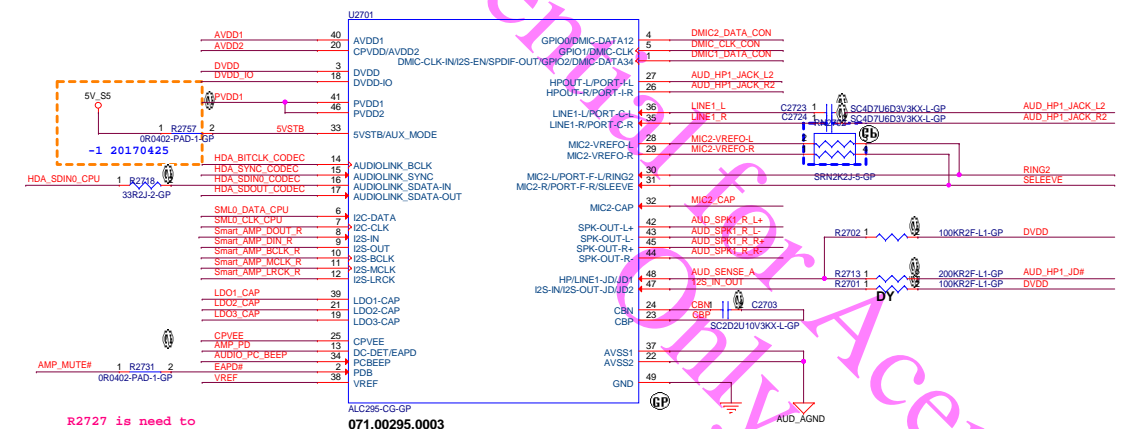 U2701
AVDD1 40 AVDD1
AVDD2 20 CPVDD/AVDD2
DVDD 3 DVDD
DVDD_IO 18 DVDD-IO
PVDD1 41 PVDD1
46 PVDD2
5V_S5
1 R2757 2 5VSTB 33 5VSTB/AUX_MODE
0R0402-PAD-1-GP
-1 20170425
HDA_BITCLK_CODEC 14 AUDIOLINK_BCLK
HDA_SYNC_CODEC 15 AUDIOLINK_SYNC
HDA_SDIN0_CPU 1 R2718 2 HDA_SDIN0_CODEC 16 AUDIOLINK_SDATA-IN
33R2J-2-GP
HDA_SDOUT_CODEC 17 AUDIOLINK_SDATA-OUT
SML0_DATA_CPU 6 I2C-DATA
SML0_CLK_CPU 7 I2C-CLK
Smart_AMP_DOUT_R 8 I2S-IN
Smart_AMP_DIN_R 9 I2S-OUT
Smart_AMP_BCLK_R 10 I2S-BCLK
Smart_AMP_MCLK_R 11 I2S-MCLK
Smart_AMP_LRCK_R 12 I2S-LRCK
LDO1_CAP 39 LDO1-CAP
LDO2_CAP 21 LDO2-CAP
LDO3_CAP 19 LDO3-CAP
CPVEE 25 CPVEE
AMP_PD 13 DC-DET/EAPD
AUDIO_PC_BEEP 34 PCBEEP
AMP_MUTE# 1 R2731 2 EAPD# 2 PDB
0R0402-PAD-1-GP
VREF 38 VREF
R2727 is need to
ALC295-CG-GP
071.00295.0003
GPIO0/DMIC-DATA12 4 DMIC2_DATA_CON
GPIO1/DMIC-CLK 5 DMIC_CLK_CON
DMIC-CLK-IN/I2S-EN/SPDIF-OUT/GPIO2/DMIC-DATA34 1 DMIC1_DATA_CON
HPOUT-L/PORT-I-L 27 AUD_HP1_JACK_L2
HPOUT-R/PORT-I-R 26 AUD_HP1_JACK_R2
LINE1-L/PORT-C-L 36 LINE1_L C2723 1 SC4D7U6D3V3KX-L-GP AUD_HP1_JACK_L2
LINE1-R/PORT-C-R 35 LINE1_R C2724 1 SC4D7U6D3V3KX-L-GP AUD_HP1_JACK_R2
MIC2-VREFO-L 28 MIC2-VREFO-L
MIC2-VREFO-R 29 MIC2-VREFO-R
SRN2K2J-5-GP
MIC2-L/PORT-F-L/RING2 30 RING2
MIC2-R/PORT-F-R/SLEEVE 31 SELEEVE
MIC2-CAP 32 MIC2_CAP
SPK-OUT-L+ 42 AUD_SPK1_R_L+
SPK-OUT-L- 43 AUD_SPK1_R_L-
SPK-OUT-R+ 45 AUD_SPK1_R_R+
SPK-OUT-R- 44 AUD_SPK1_R_R-
R2702 1 100KR2F-L1-GP DVDD
HP/LINE1-JD/JD1 48 AUD_SENSE_A R2713 1 200KR2F-L1-GP AUD_HP1_JD#
I2S-IN/I2S-OUT-JD/JD2 47 I2S_IN_OUT R2701 1 100KR2F-L1-GP DVDD
DY
CBN 24 CBN 1 C2703
CBP 23 CBP
SC2D2U10V3KX-L-GP
AVSS1 37
AVSS2 22
GND 49
AUD_AGND
GP
Confidential for Acer
Only